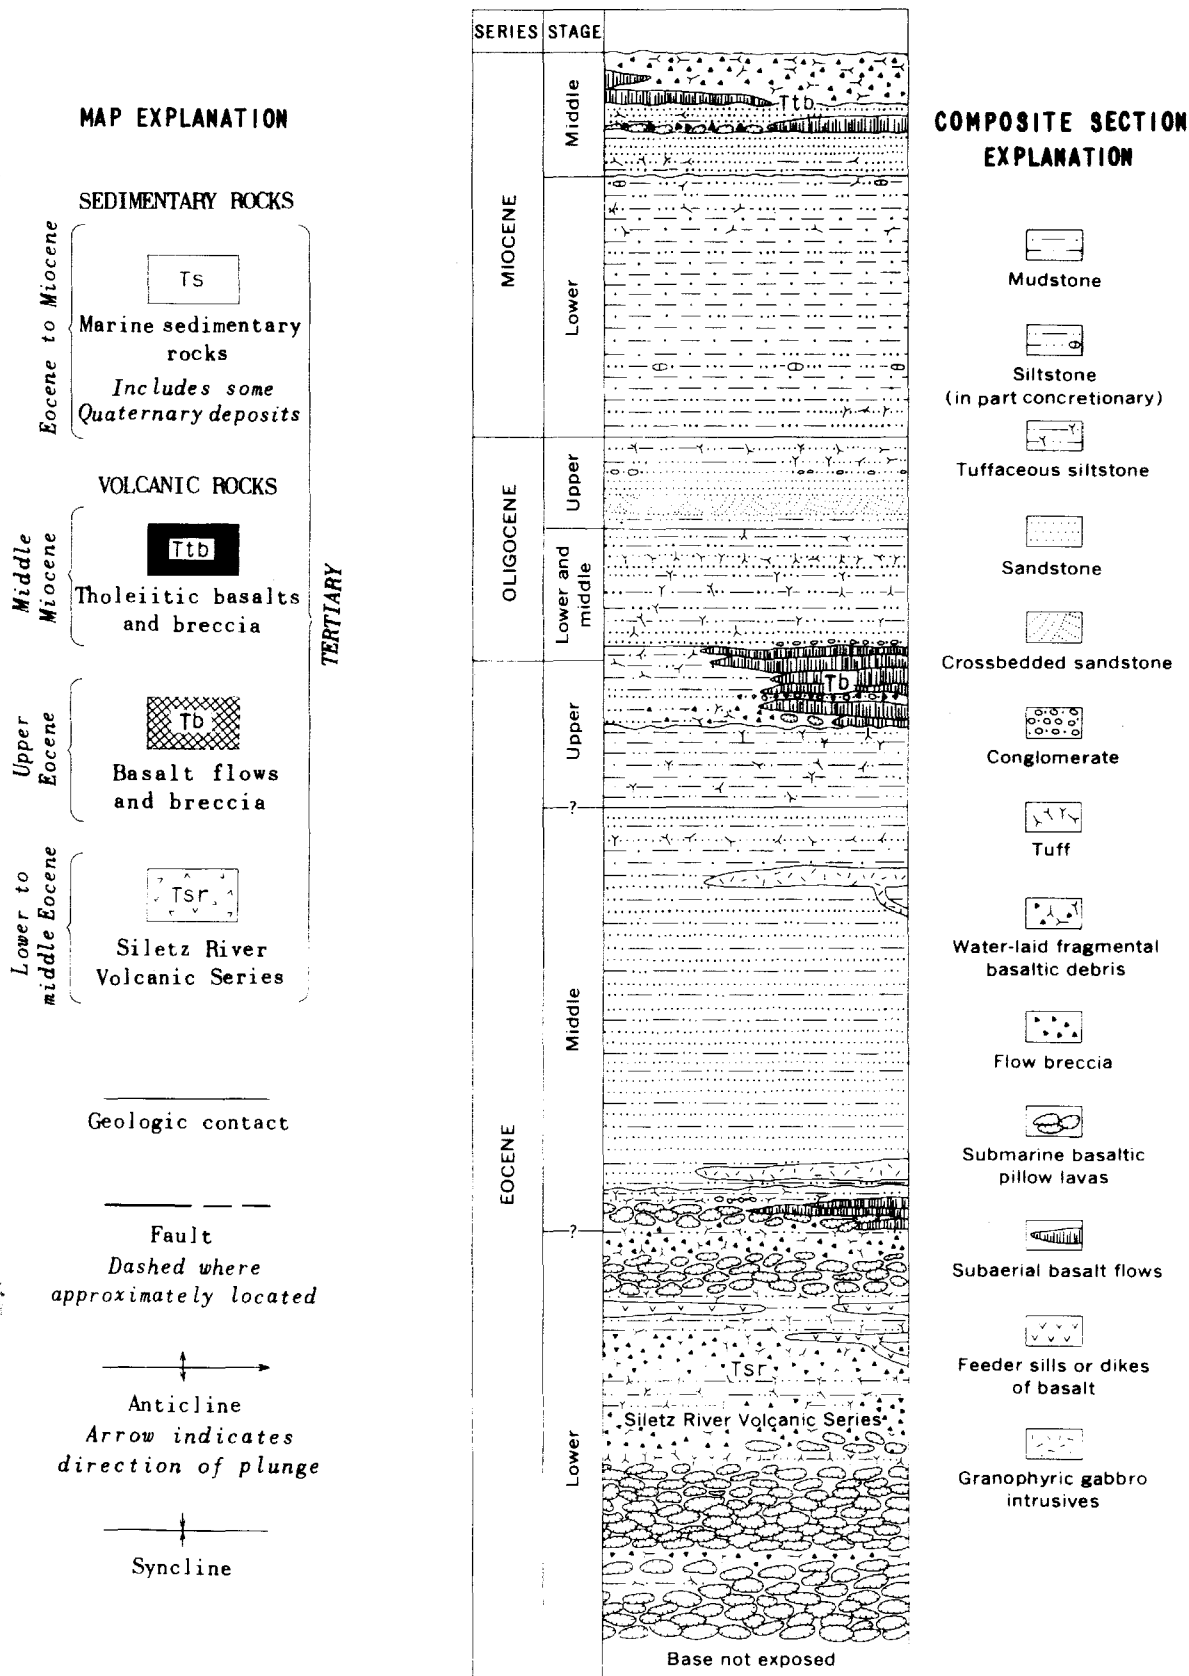 MAP EXPLANATION
SEDIMENTARY ROCKS
Eocene to Miocene
Ts
Marine sedimentary
rocks
Includes some
Quaternary deposits
VOLCANIC ROCKS
Middle
Miocene
Ttb
Tholeiitic basalts
and breccia
Upper
Eocene
Tb
Basalt flows
and breccia
Lower to
middle Eocene
Tsr
Siletz River
Volcanic Series
TERTIARY
Geologic contact
Fault
Dashed where
approximately located
Anticline
Arrow indicates
direction of plunge
Syncline
SERIES STAGE
MIOCENE
Middle
Lower
OLIGOCENE
Upper
Lower and
middle
EOCENE
Upper
?
Middle
?
Lower
Ttb
Tb
Tsr
Siletz River Volcanic Series
Base not exposed
COMPOSITE SECTION
EXPLANATION
Mudstone
Siltstone
(in part concretionary)
Tuffaceous siltstone
Sandstone
Crossbedded sandstone
Conglomerate
Tuff
Water-laid fragmental
basaltic debris
Flow breccia
Submarine basaltic
pillow lavas
Subaerial basalt flows
Feeder sills or dikes
of basalt
Granophyric gabbro
intrusives